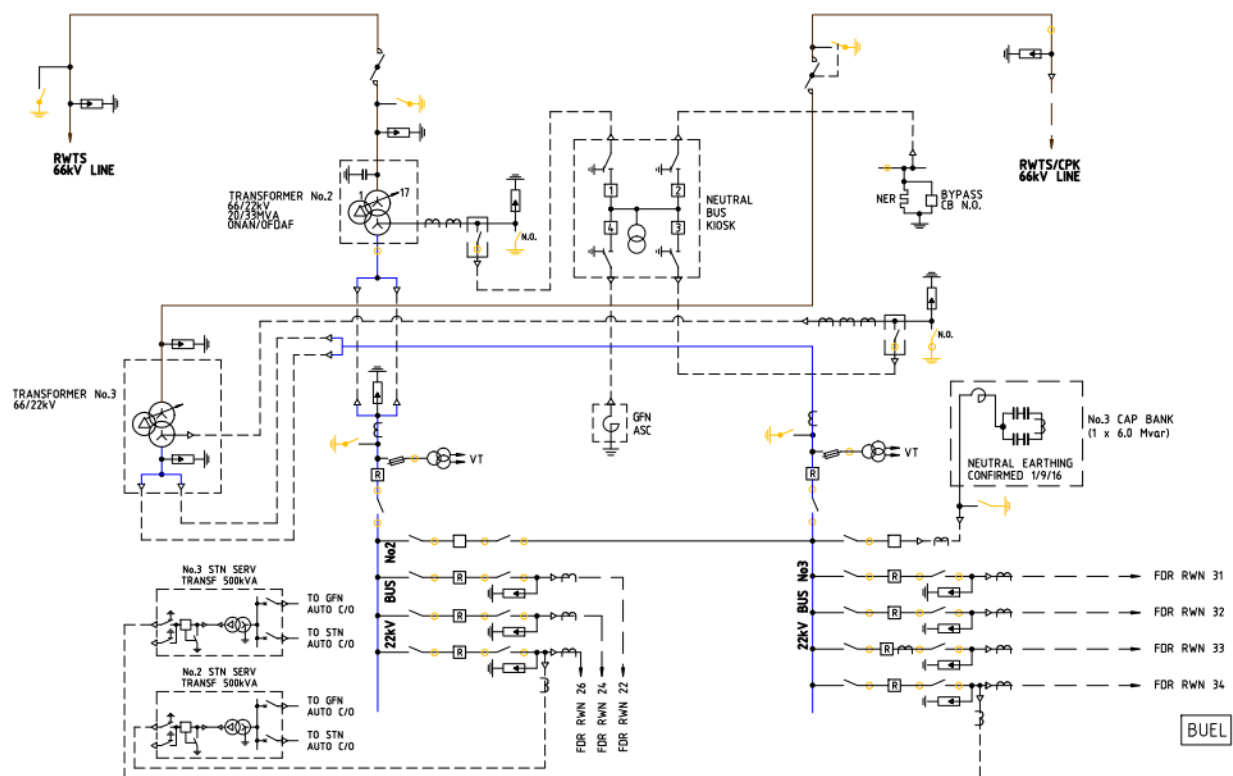 RWTS
66kV LINE
RWTS/CPK
66kV LINE
TRANSFORMER No.2
66/22kV
20/33MVA
ONAN/OFDAF
1
17
N.O.
1
2
4
3
NEUTRAL
BUS
KIOSK
NER
BYPASS
CB N.O.
N.O.
TRANSFORMER No.3
66/22kV
GFN
ASC
No.3 CAP BANK
(1 x 6.0 Mvar)
NEUTRAL EARTHING
CONFIRMED 1/9/16
VT
VT
R
R
22kV BUS No2
22kV BUS No3
R
R
R
R
R
R
R
FDR RWN 31
FDR RWN 32
FDR RWN 33
FDR RWN 34
FDR RWN 26
FDR RWN 24
FDR RWN 22
No.3 STN SERV
TRANSF 500kVA
TO GFN
AUTO C/O
TO STN
AUTO C/O
No.2 STN SERV
TRANSF 500kVA
TO GFN
AUTO C/O
TO STN
AUTO C/O
BUEL